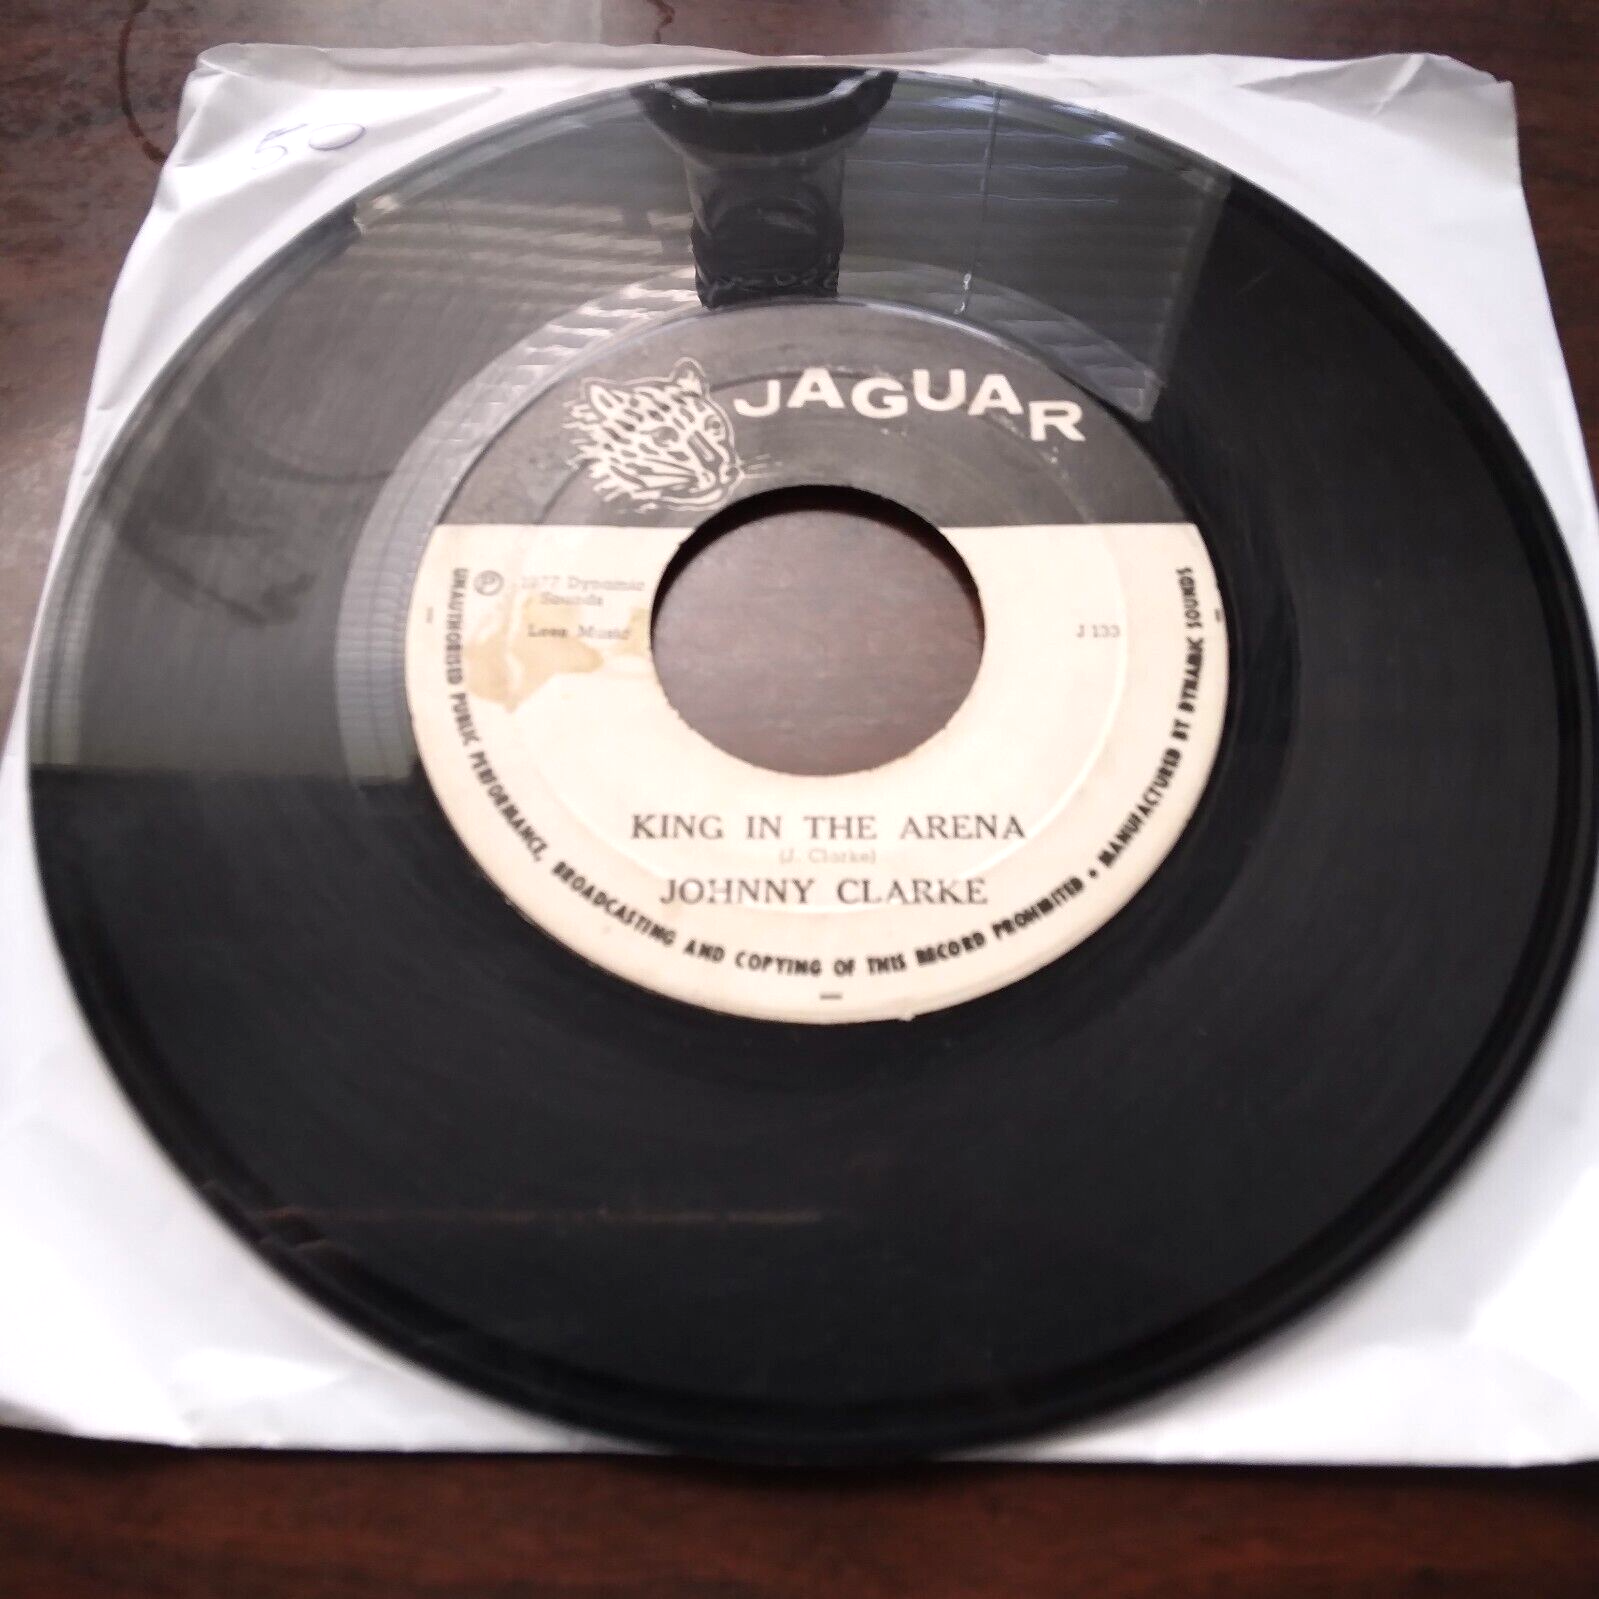 50
JAGUAR
Ⓟ 1977 Dynamic
Sounds
Lees Music
J 133
KING IN THE ARENA
(J. Clarke)
JOHNNY CLARKE
UNAUTHORISED PUBLIC PERFORMANCE, BROADCASTING AND COPYING OF THIS RECORD PROHIBITED • MANUFACTURED BY DYNAMIC SOUNDS